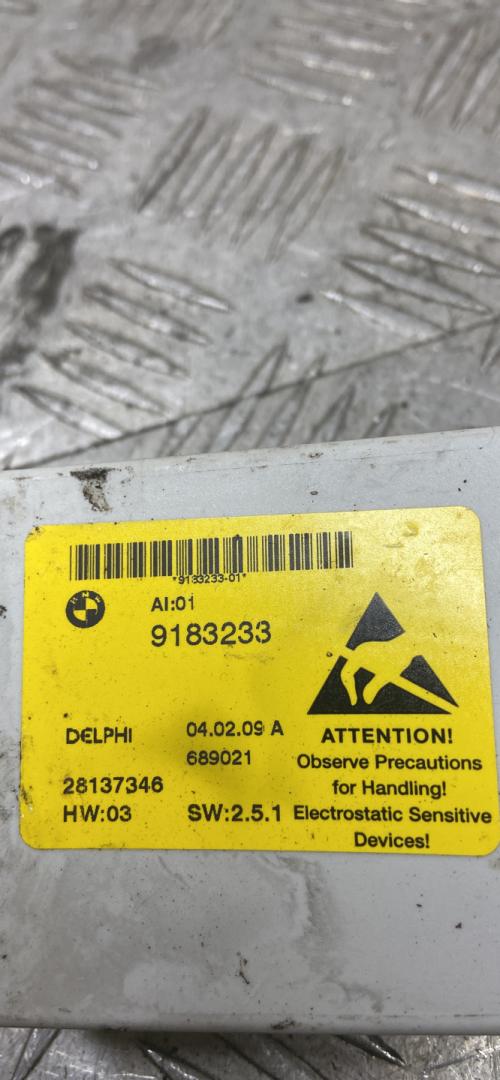 *9183233-01*
BMW
AI:01
9183233
DELPHI 04.02.09 A
689021
28137346
HW:03 SW:2.5.1
ATTENTION!
Observe Precautions
for Handling!
Electrostatic Sensitive
Devices!